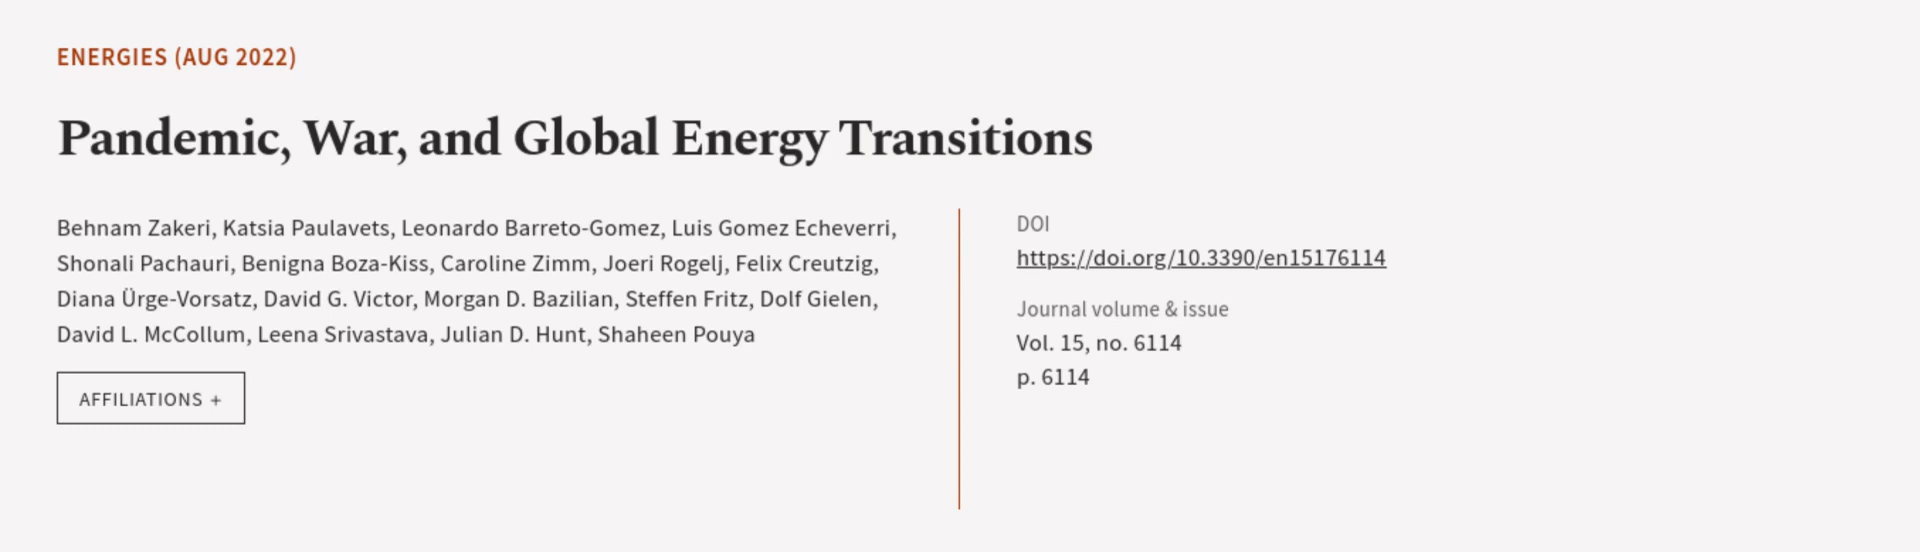 ENERGIES (AUG 2022)
Pandemic, War, and Global Energy Transitions
Behnam Zakeri, Katsia Paulavets, Leonardo Barreto-Gomez, Luis Gomez Echeverri,
Shonali Pachauri, Benigna Boza-Kiss, Caroline Zimm, Joeri Rogelj, Felix Creutzig,
Diana Ürge-Vorsatz, David G. Victor, Morgan D. Bazilian, Steffen Fritz, Dolf Gielen,
David L. McCollum, Leena Srivastava, Julian D. Hunt, Shaheen Pouya
AFFILIATIONS +
DOI
https://doi.org/10.3390/en15176114
Journal volume & issue
Vol. 15, no. 6114
p. 6114